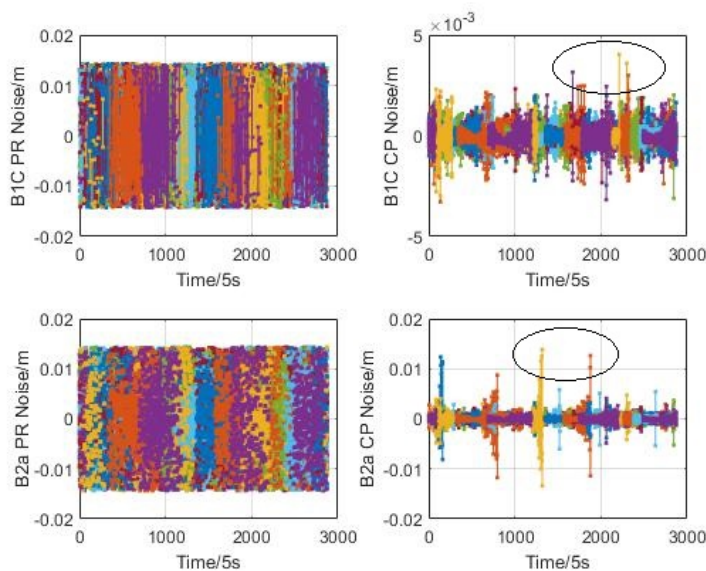 0.02
0.01
0
-0.01
-0.02
B1C PR Noise/m
0 1000 2000 3000
Time/5s
×10⁻³
5
0
-5
B1C CP Noise/m
0 1000 2000 3000
Time/5s
0.02
0.01
0
-0.01
-0.02
B2a PR Noise/m
0 1000 2000 3000
Time/5s
0.02
0.01
0
-0.01
-0.02
B2a CP Noise/m
0 1000 2000 3000
Time/5s